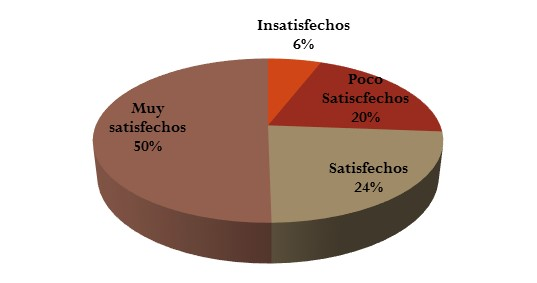 Insatisfechos
6%
Poco
Satiscfechos
20%
Muy
satisfechos
50%
Satisfechos
24%